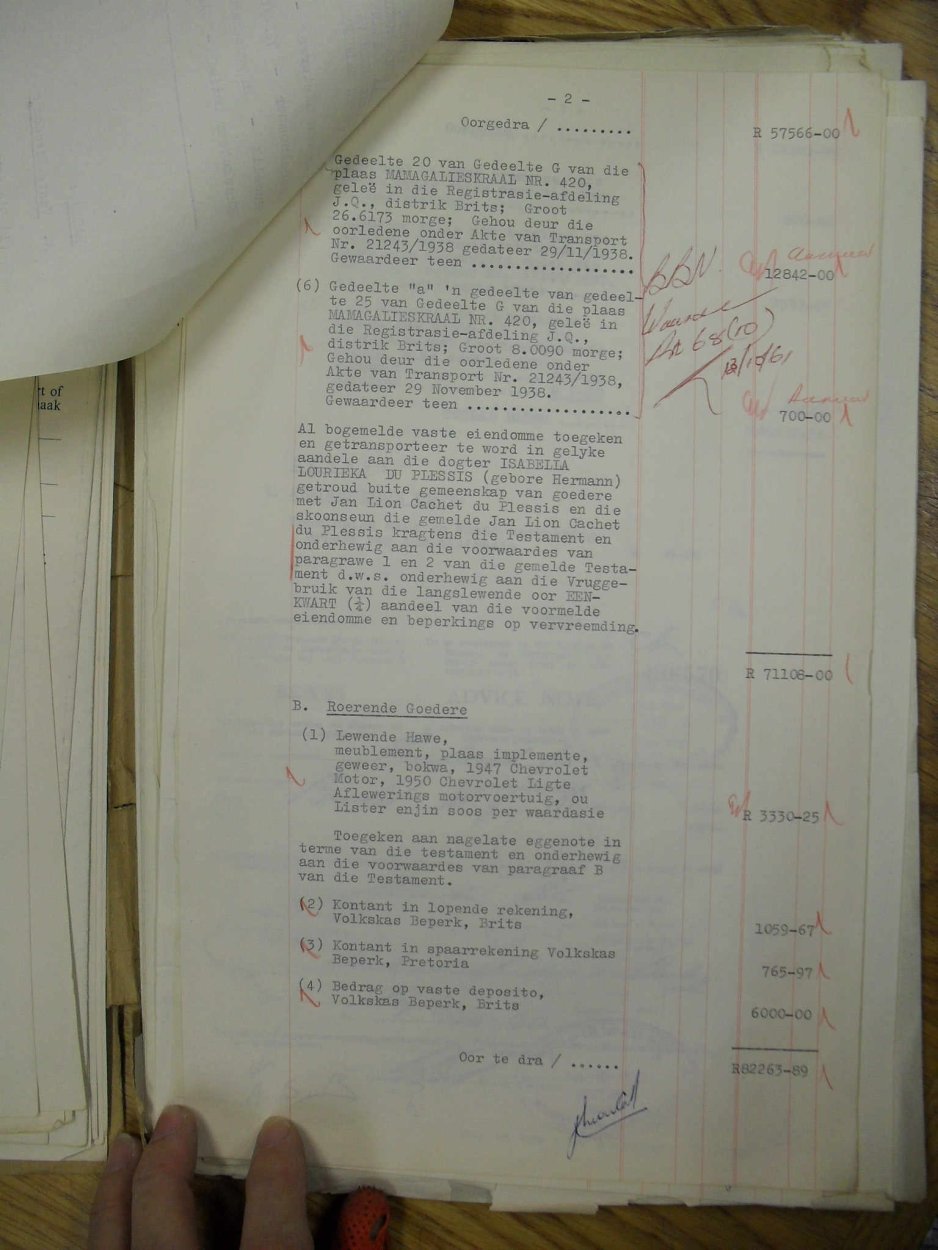 - 2 -
Oorgedra / ......... R 57566-00
Gedeelte 20 van Gedeelte G van die
plaas MAMAGALIESKRAAL NR. 420,
geleë in die Registrasie-afdeling
J.Q., distrik Brits; Groot
26.6173 morge; Gehou deur die
oorledene onder Akte van Transport
Nr. 21243/1938 gedateer 29/11/1938.
Gewaardeer teen .................... 12842-00
(6) Gedeelte "a" 'n gedeelte van gedeel-
te 25 van Gedeelte G van die plaas
MAMAGALIESKRAAL NR. 420, geleë in
die Registrasie-afdeling J.Q.,
distrik Brits; Groot 8.0090 morge;
Gehou deur die oorledene onder
Akte van Transport Nr. 21243/1938,
gedateer 29 November 1938.
Gewaardeer teen .................... 700-00
Al bogemelde vaste eiendomme toegeken
en getransporteer te word in gelyke
aandele aan die dogter ISABELLA
LOURIEKA DU PLESSIS (gebore Hermann)
getroud buite gemeenskap van goedere
met Jan Lion Cachet du Plessis en die
skoonseun die gemelde Jan Lion Cachet
du Plessis kragtens die Testament en
onderhewig aan die voorwaardes van
paragrawe 1 en 2 van die gemelde Testa-
ment d.w.s. onderhewig aan die Vrugge-
bruik van die langslewende oor EEN-
KWART (¼) aandeel van die voormelde
eiendomme en beperkings op vervreemding.
R 71108-00
B. Roerende Goedere
(1) Lewende Hawe,
meublement, plaas implemente,
geweer, bokwa, 1947 Chevrolet
Motor, 1950 Chevrolet Ligte
Aflewerings motorvoertuig, ou
Lister enjin soos per waardasie R 3330-25
Toegeken aan nagelate eggenote in
terme van die testament en onderhewig
aan die voorwaardes van paragraaf B
van die Testament.
(2) Kontant in lopende rekening,
Volkskas Beperk, Brits 1059-67
(3) Kontant in spaarrekening Volkskas
Beperk, Pretoria 765-97
(4) Bedrag op vaste deposito,
Volkskas Beperk, Brits 6000-00
Oor te dra / ...... R82263-89